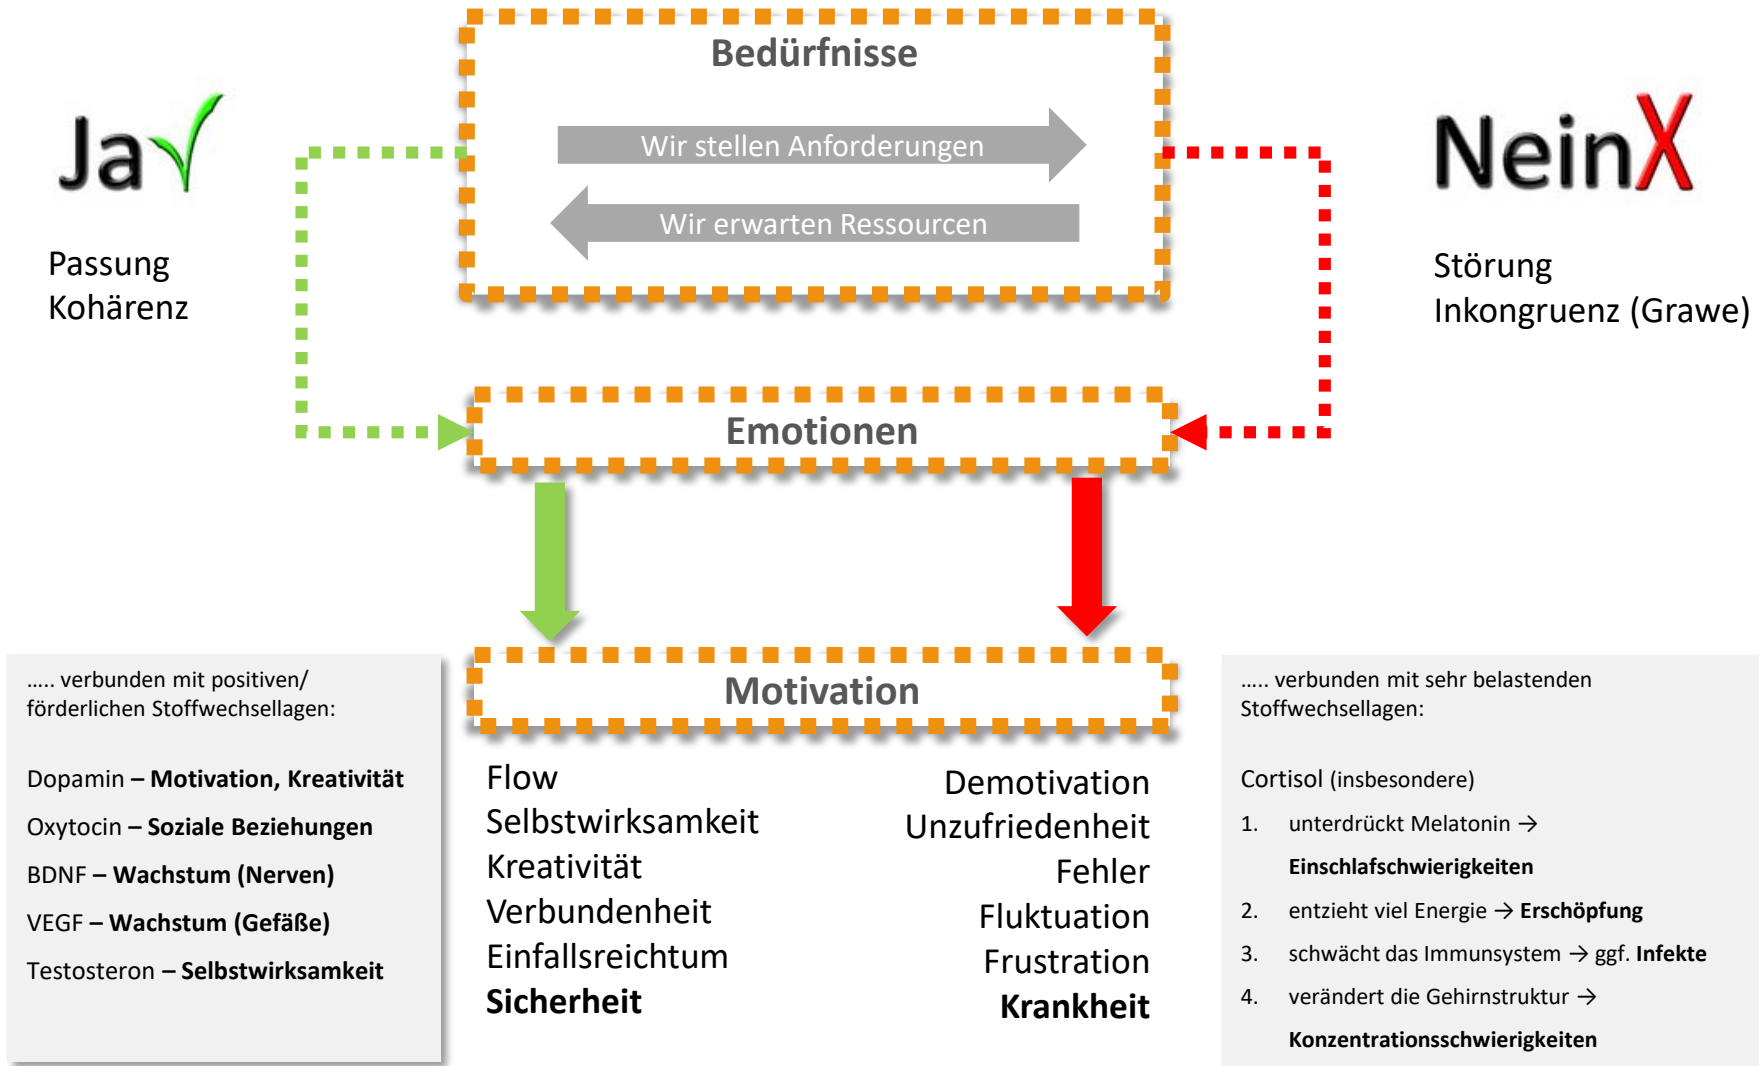 Bedürfnisse
Wir stellen Anforderungen
Wir erwarten Ressourcen
Ja
Passung
Kohärenz
NeinX
Störung
Inkongruenz (Grawe)
Emotionen
Motivation
Flow
Selbstwirksamkeit
Kreativität
Verbundenheit
Einfallsreichtum
Sicherheit
Demotivation
Unzufriedenheit
Fehler
Fluktuation
Frustration
Krankheit
..... verbunden mit positiven/
förderlichen Stoffwechsellagen:
Dopamin – Motivation, Kreativität
Oxytocin – Soziale Beziehungen
BDNF – Wachstum (Nerven)
VEGF – Wachstum (Gefäße)
Testosteron – Selbstwirksamkeit
..... verbunden mit sehr belastenden
Stoffwechsellagen:
Cortisol (insbesondere)
1. unterdrückt Melatonin →
Einschlafschwierigkeiten
2. entzieht viel Energie → Erschöpfung
3. schwächt das Immunsystem → ggf. Infekte
4. verändert die Gehirnstruktur →
Konzentrationsschwierigkeiten